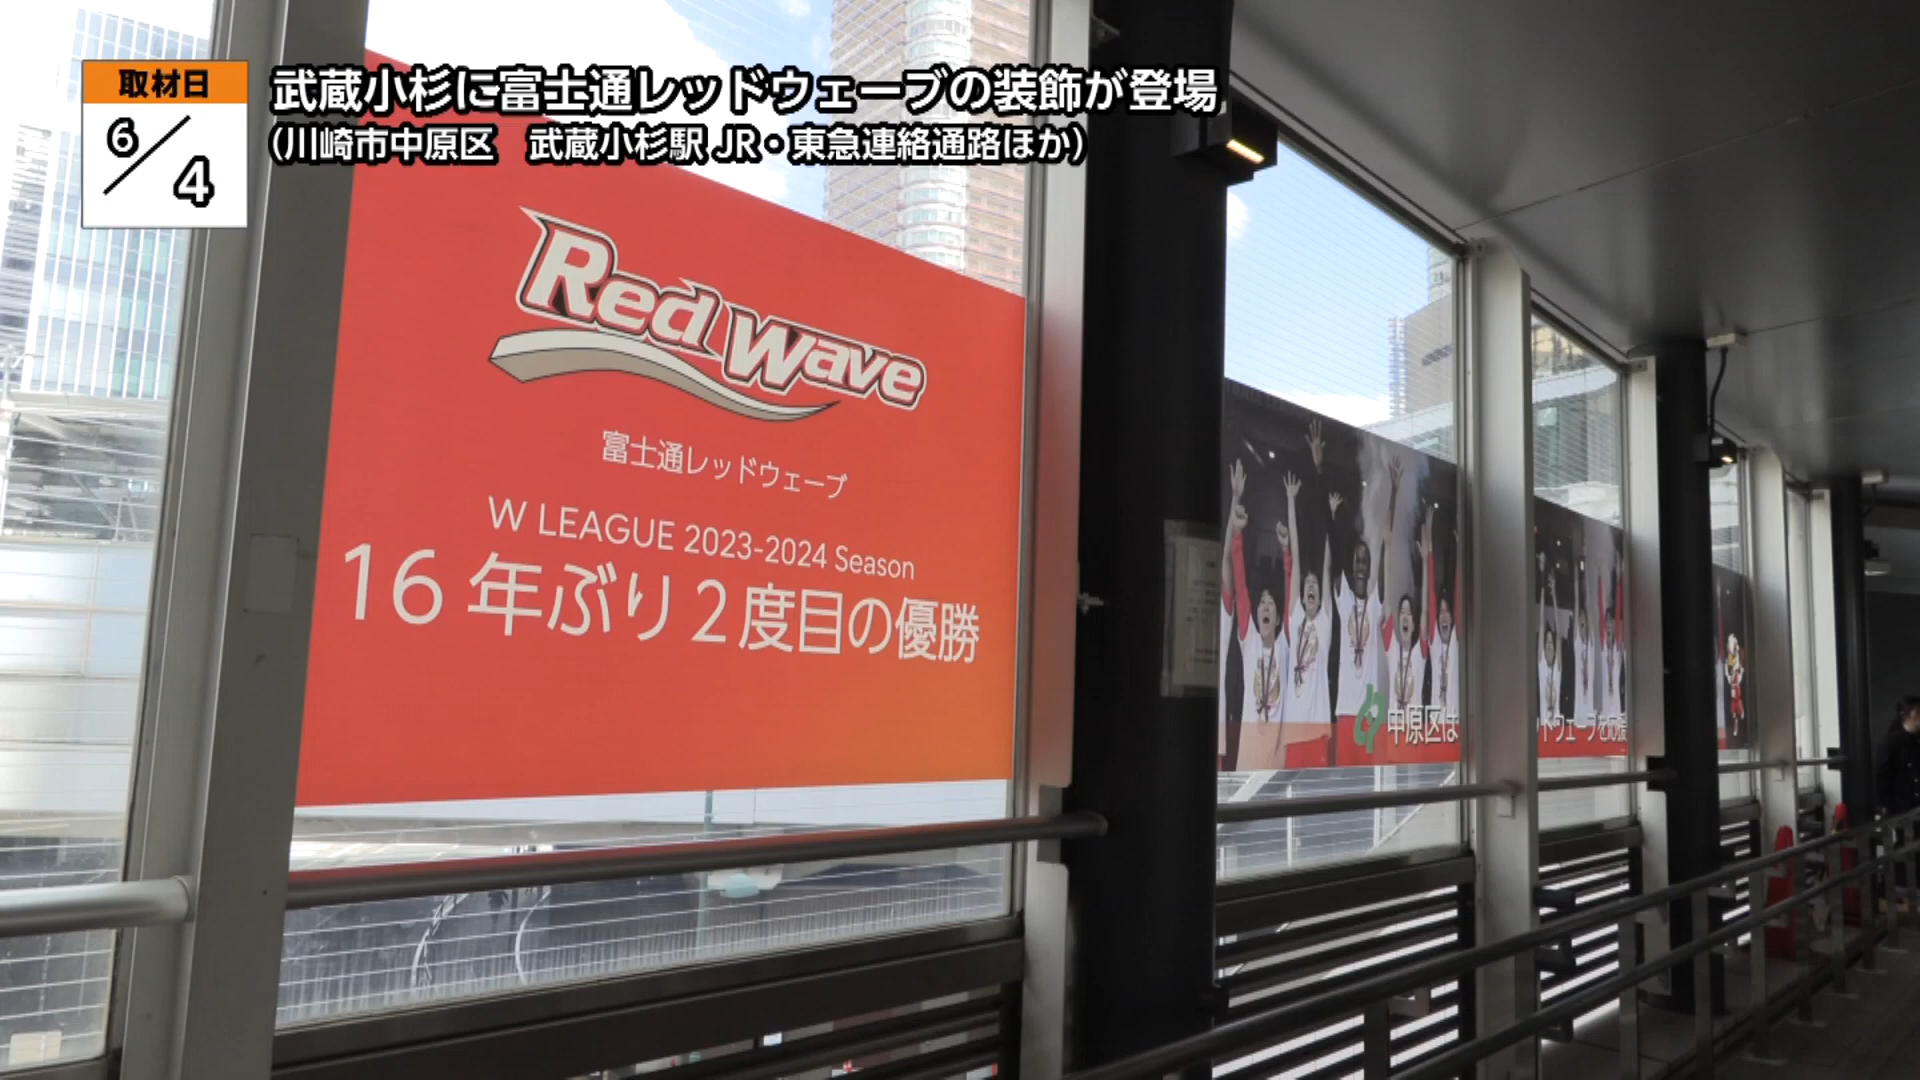 取材日
6/4
武蔵小杉に富士通レッドウェーブの装飾が登場
（川崎市中原区　武蔵小杉駅 JR・東急連絡通路ほか）
Red Wave
富士通レッドウェーブ
W LEAGUE 2023-2024 Season
16年ぶり2度目の優勝
中原区は
ドウェーブを応援